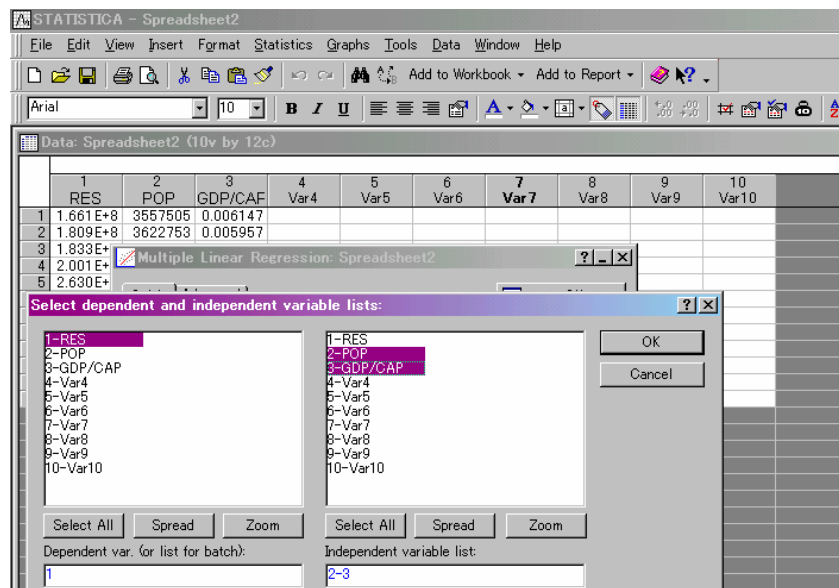 STATISTICA - Spreadsheet2
File Edit View Insert Format Statistics Graphs Tools Data Window Help
Add to Workbook Add to Report
Arial 10 B I U A a
Data: Spreadsheet2 (10v by 12c)
1 2 3 4 5 6 7 8 9 10
RES POP GDP/CAF Var4 Var5 Var6 Var7 Var8 Var9 Var10
1 1.661E+8 3557505 0.006147
2 1.809E+8 3622753 0.005957
3 1.833E+
4 2.001E+
5 2.630E+
Multiple Linear Regression: Spreadsheet2
Select dependent and independent variable lists:
1-RES
2-POP
3-GDP/CAP
4-Var4
5-Var5
6-Var6
7-Var7
8-Var8
9-Var9
10-Var10
1-RES
2-POP
3-GDP/CAP
4-Var4
5-Var5
6-Var6
7-Var7
8-Var8
9-Var9
10-Var10
OK
Cancel
Select All Spread Zoom
Select All Spread Zoom
Dependent var. (or list for batch):
1
Independent variable list:
2-3